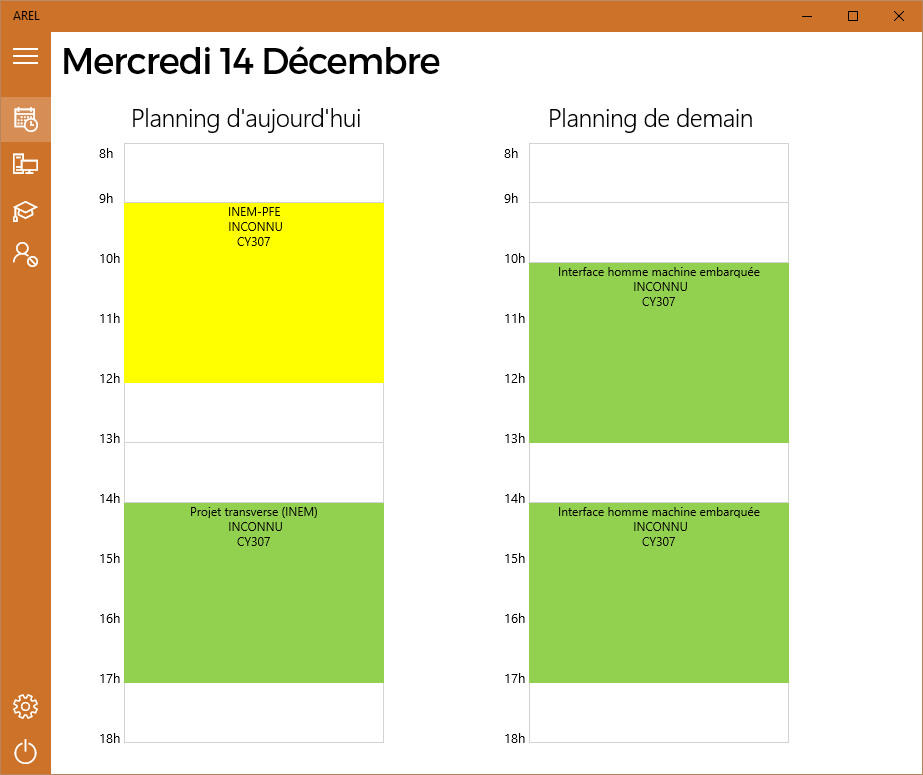 AREL
Mercredi 14 Décembre
Planning d'aujourd'hui
8h
9h
INEM-PFE
INCONNU
CY307
10h
11h
12h
13h
14h
Projet transverse (INEM)
INCONNU
CY307
15h
16h
17h
18h
Planning de demain
8h
9h
10h
Interface homme machine embarquée
INCONNU
CY307
11h
12h
13h
14h
Interface homme machine embarquée
INCONNU
CY307
15h
16h
17h
18h